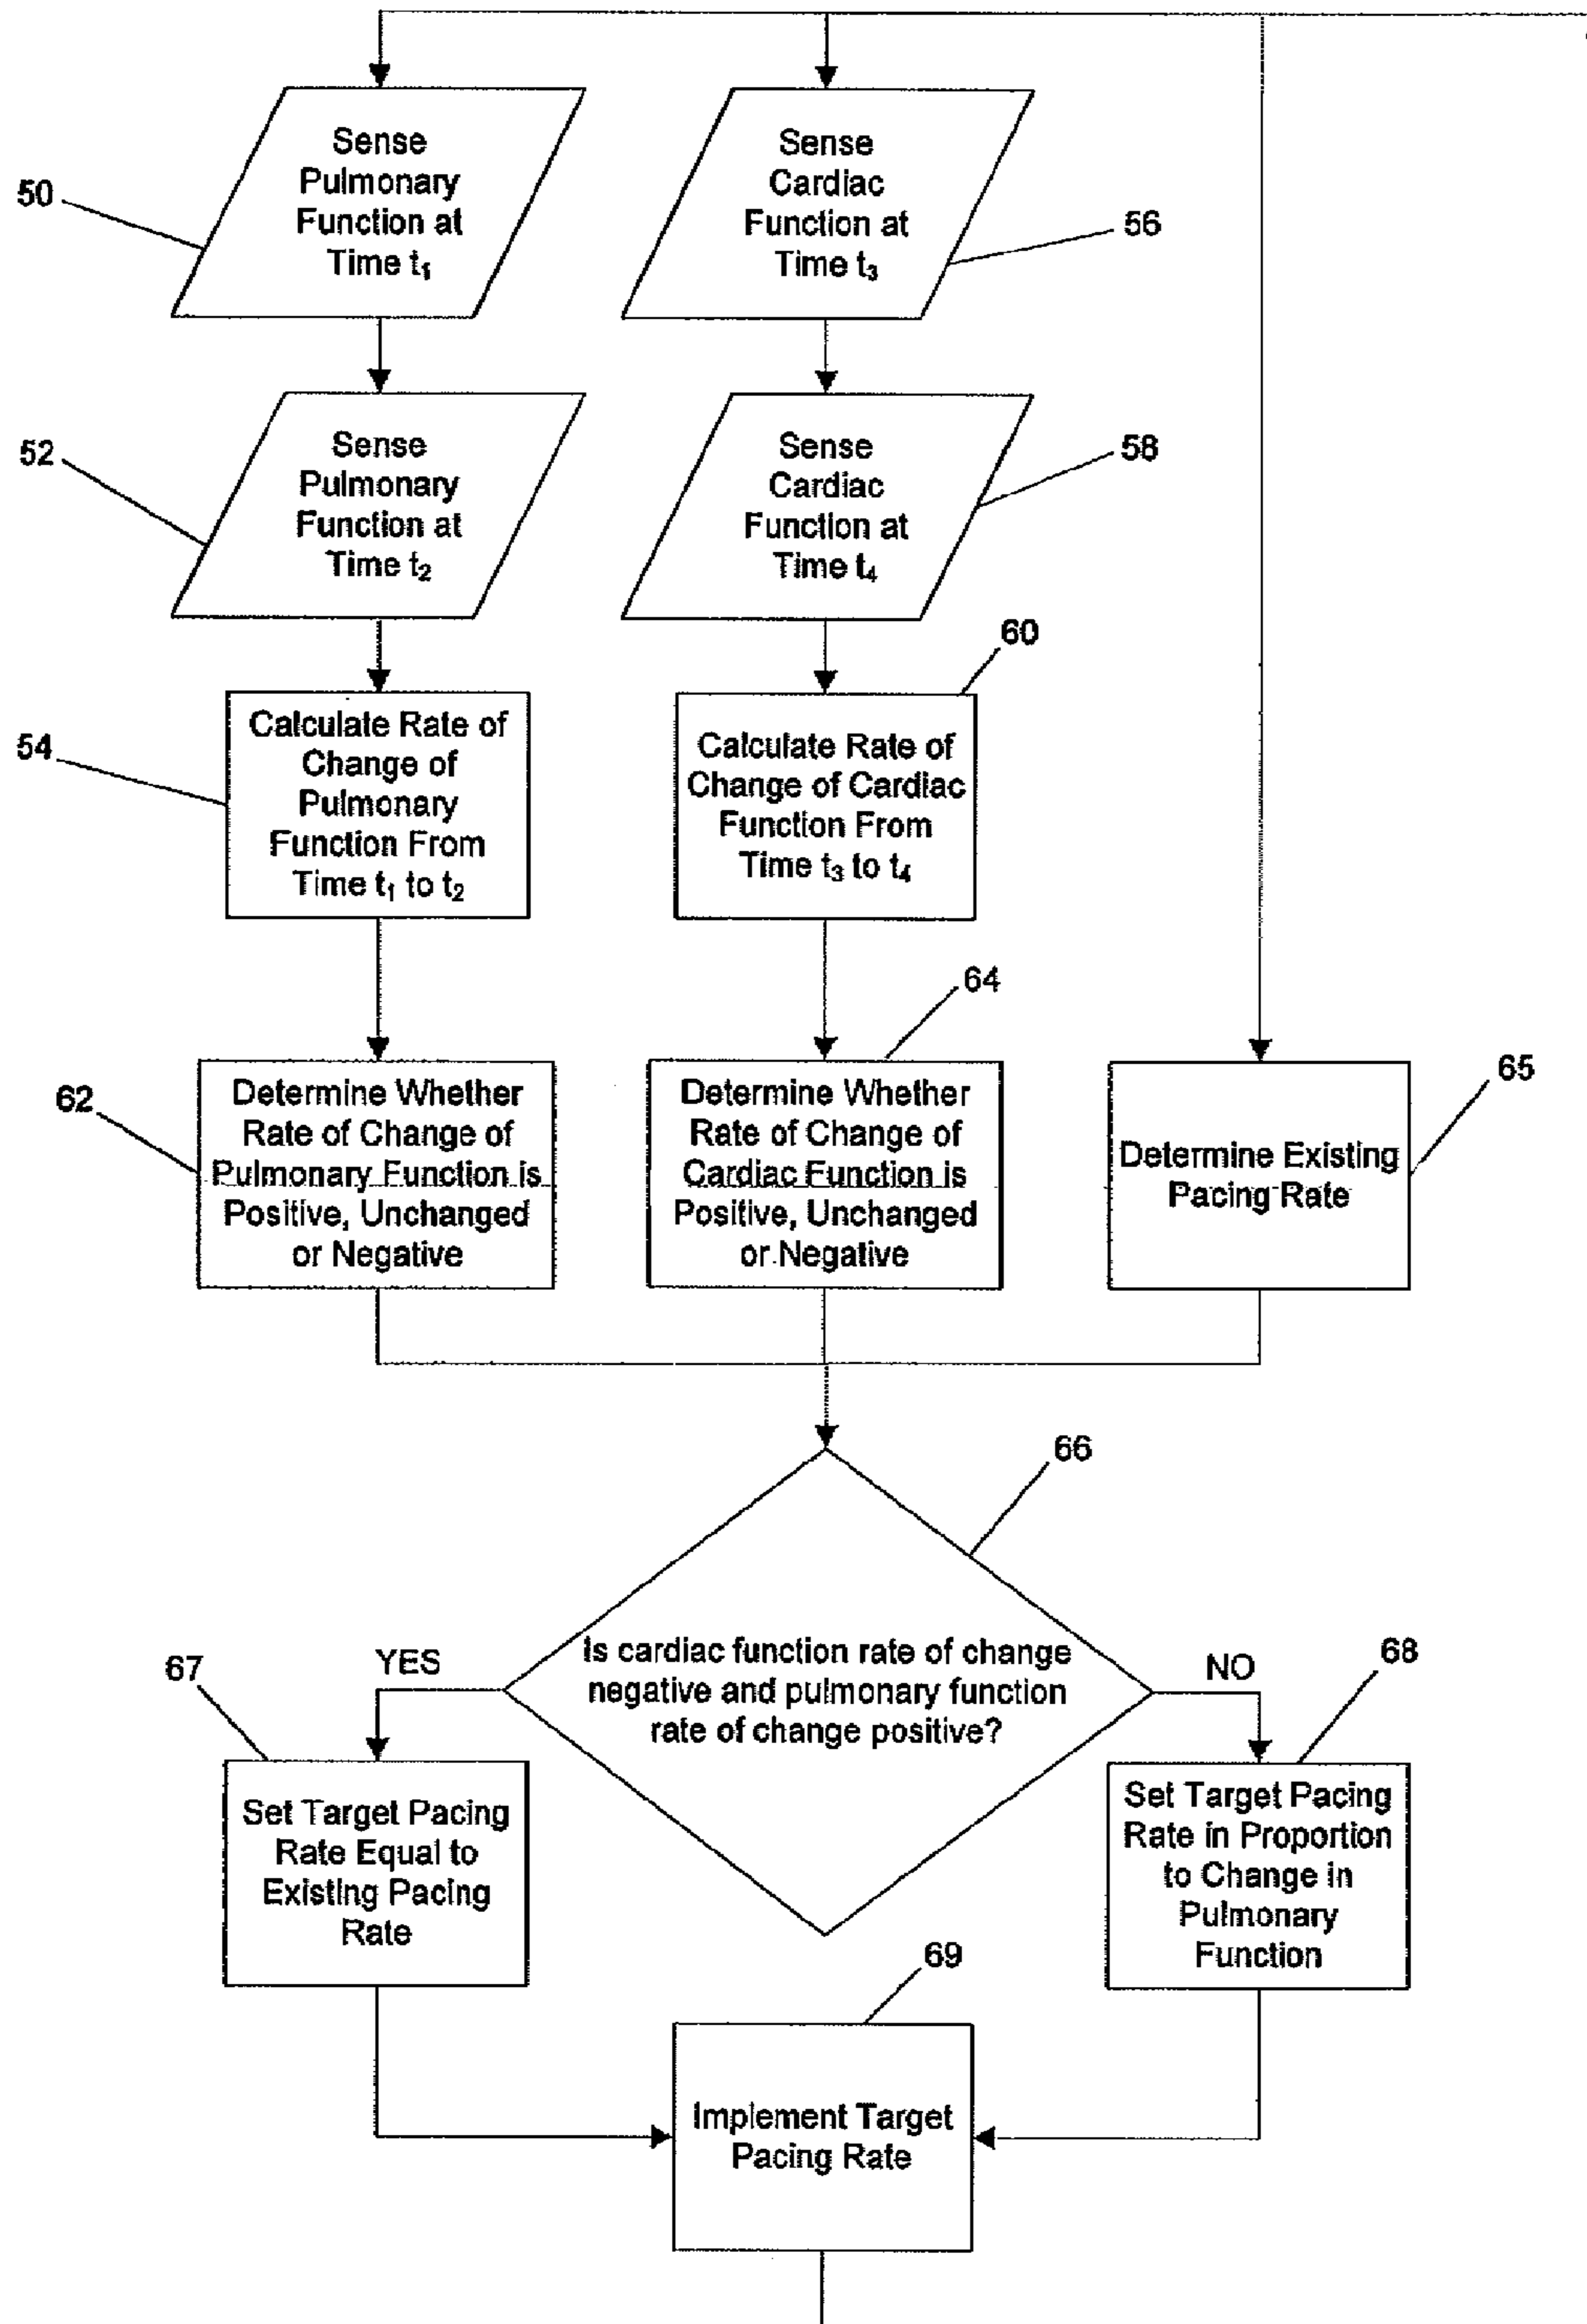 50
Sense
Pulmonary
Function at
Time t₁
Sense
Cardiac
Function at
Time t₃
56
52
Sense
Pulmonary
Function at
Time t₂
Sense
Cardiac
Function at
Time t₄
58
54
Calculate Rate of
Change of
Pulmonary
Function From
Time t₁ to t₂
60
Calculate Rate of
Change of Cardiac
Function From
Time t₃ to t₄
62
Determine Whether
Rate of Change of
Pulmonary Function is
Positive, Unchanged
or Negative
64
Determine Whether
Rate of Change of
Cardiac Function is
Positive, Unchanged
or Negative
65
Determine Existing
Pacing Rate
66
Is cardiac function rate of change
negative and pulmonary function
rate of change positive?
YES
NO
67
Set Target Pacing
Rate Equal to
Existing Pacing
Rate
68
Set Target Pacing
Rate in Proportion
to Change in
Pulmonary
Function
69
Implement Target
Pacing Rate